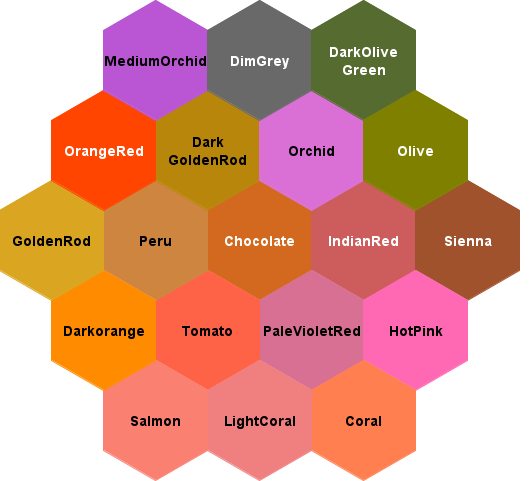 MediumOrchid
DimGrey
DarkOlive
Green
OrangeRed
Dark
GoldenRod
Orchid
Olive
GoldenRod
Peru
Chocolate
IndianRed
Sienna
Darkorange
Tomato
PaleVioletRed
HotPink
Salmon
LightCoral
Coral